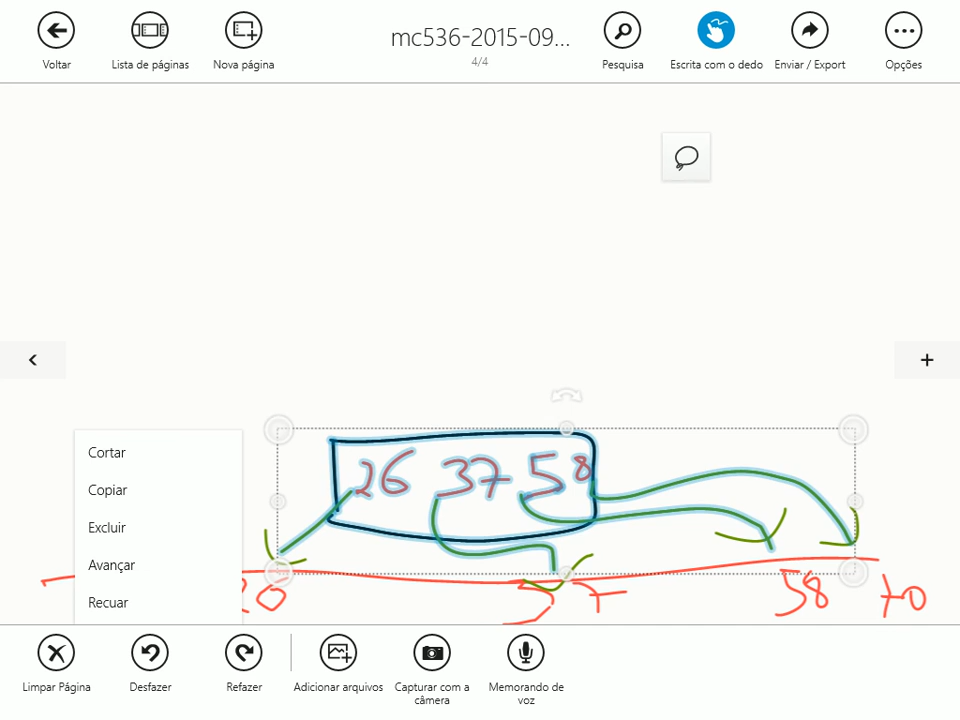 mc536-2015-09...
4/4
Voltar
Lista de páginas
Nova página
Pesquisa
Escrita com o dedo
Enviar / Export
Opções
<
+
Cortar
Copiar
Excluir
Avançar
Recuar
26 37 58
37 58 70
Limpar Página
Desfazer
Refazer
Adicionar arquivos
Capturar com a
câmera
Memorando de
voz